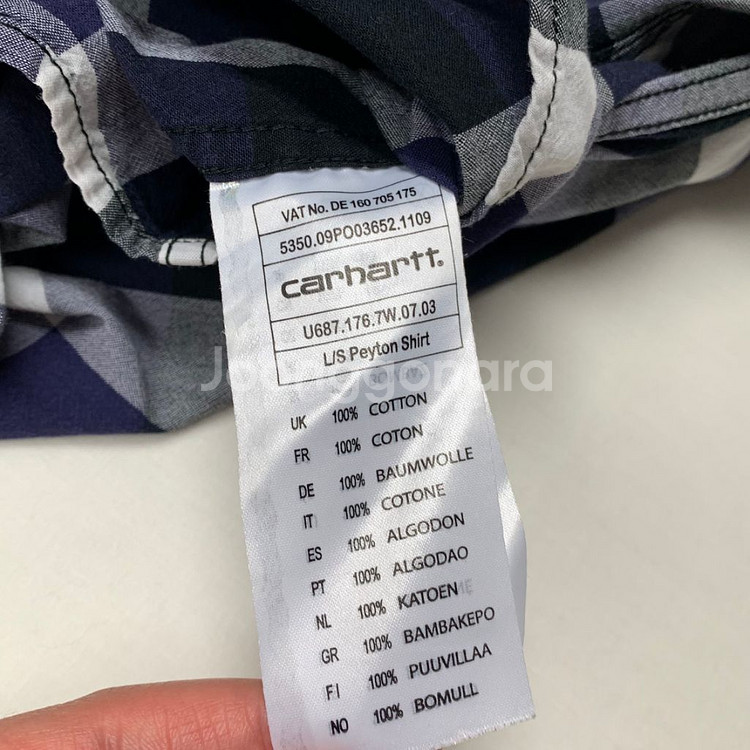 VAT No. DE 160 705 175
5350.09PO03652.1109
carhartt.
U687.176.7W.07.03
L/S Peyton Shirt
Joonggonara
UK 100% COTTON
FR 100% COTON
DE 100% BAUMWOLLE
IT 100% COTONE
ES 100% ALGODON
PT 100% ALGODAO
NL 100% KATOEN
GR 100% BAMBAKEPO
FI 100% PUUVILLAA
NO 100% BOMULL